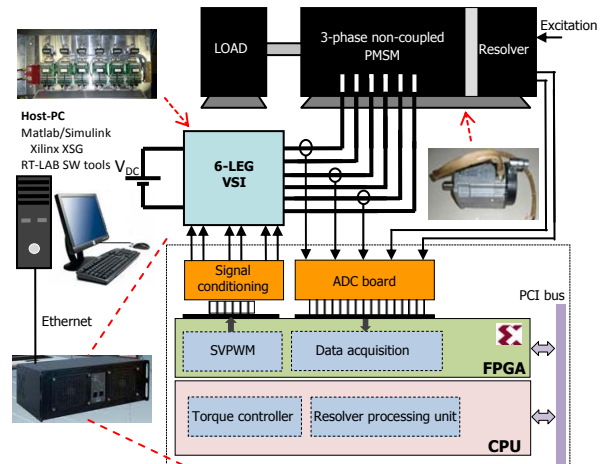 LOAD
3-phase non-coupled
PMSM
Resolver
Excitation
Host-PC
Matlab/Simulink
Xilinx XSG
RT-LAB SW tools
VDC
6-LEG
VSI
Signal
conditioning
ADC board
PCI bus
Ethernet
SVPWM
Data acquisition
FPGA
Torque controller
Resolver processing unit
CPU